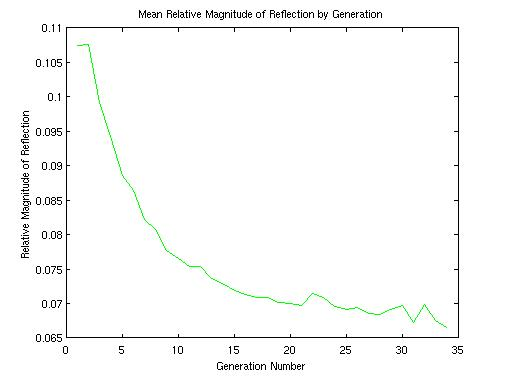 Mean Relative Magnitude of Reflection by Generation
0.11
0.105
0.1
0.095
0.09
0.085
0.08
0.075
0.07
0.065
Relative Magnitude of Reflection
0 5 10 15 20 25 30 35
Generation Number